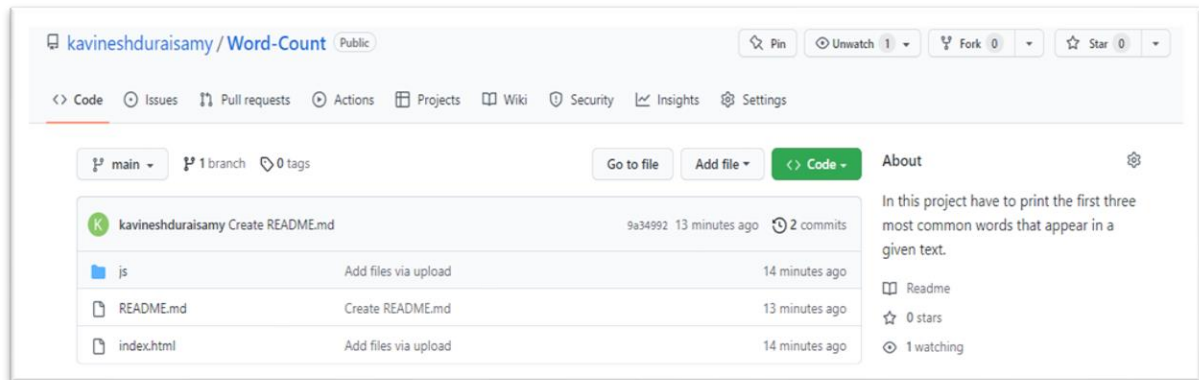 kavineshduraisamy / Word-Count Public Pin Unwatch 1 Fork 0 Star 0
Code Issues Pull requests Actions Projects Wiki Security Insights Settings
main 1 branch 0 tags Go to file Add file Code
K kavineshduraisamy Create README.md 9a34992 13 minutes ago 2 commits
js Add files via upload 14 minutes ago
README.md Create README.md 13 minutes ago
index.html Add files via upload 14 minutes ago
About
In this project have to print the first three
most common words that appear in a
given text.
Readme
0 stars
1 watching